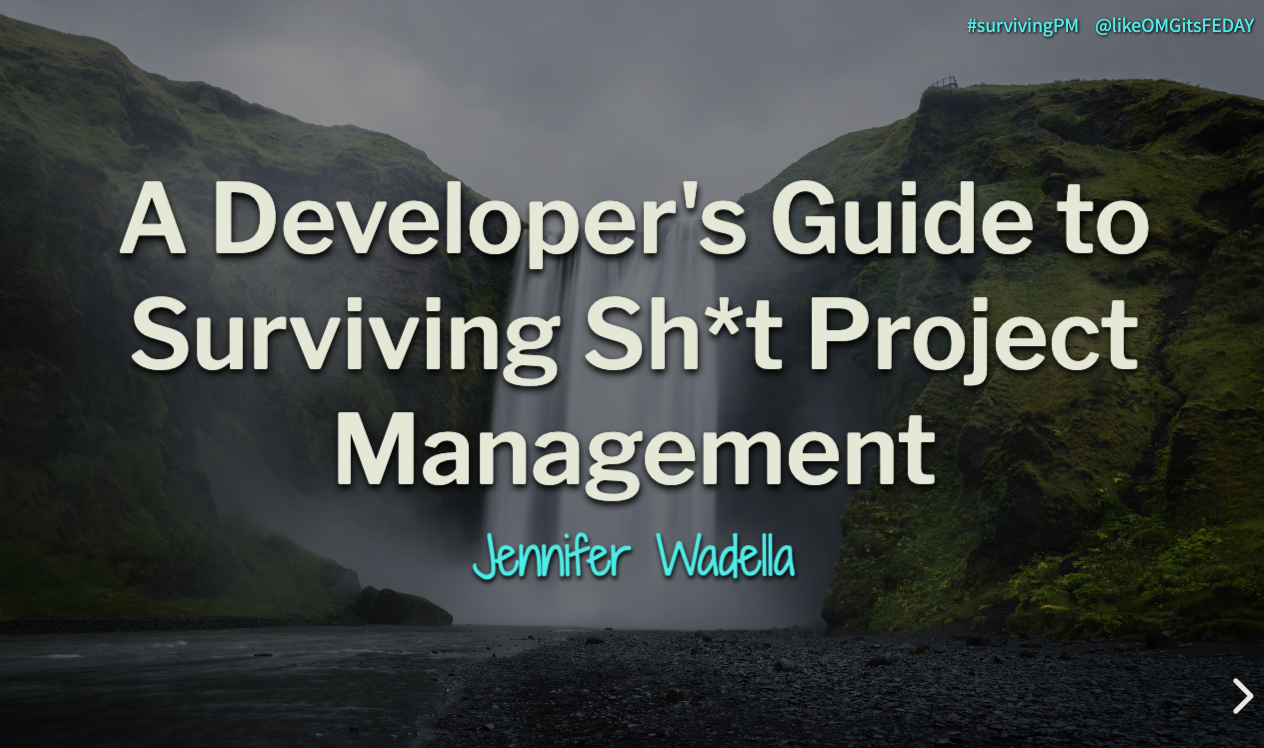 #survivingPM @likeOMGitsFEDAY
A Developer's Guide to
Surviving Sh*t Project
Management
Jennifer Wadella